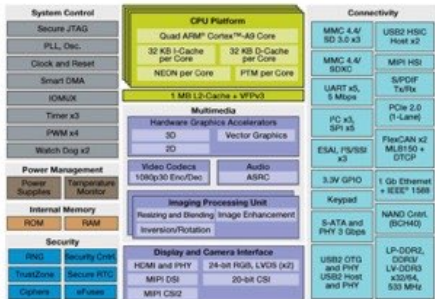 System Control
Secure JTAG
PLL, Osc.
Clock and Reset
Smart DMA
IOMUX
Timer x3
PWM x4
Watch Dog x2
Power Management
Power
Supplies
Temperature
Monitor
Internal Memory
ROM
RAM
Security
RNG
Security Cntrl.
TrustZone
Secure RTC
Ciphers
eFuses
CPU Platform
Quad ARM® Cortex™-A9 Core
32 KB I-Cache
per Core
32 KB D-Cache
per Core
NEON per Core
PTM per Core
1 MB L2-Cache + VFPv3
Multimedia
Hardware Graphics Accelerators
3D
Vector Graphics
2D
Video Codecs
1080p30 Enc/Dec
Audio
ASRC
Imaging Processing Unit
Resizing and Blending
Image Enhancement
Inversion/Rotation
Display and Camera Interface
HDMI and PHY
24-bit RGB, LVDS (x2)
MIPI DSI
20-bit CSI
MIPI CSI2
Connectivity
MMC 4.4/
SD 3.0 x3
USB2 HSIC
Host x2
MMC 4.4/
SDXC
MIPI HSI
UART x5,
5 Mbps
S/PDIF
Tx/Rx
PCIe 2.0
(1-Lane)
I²C x3,
SPI x5
FlexCAN x2
MLB150 +
DTCP
ESAI, I²S/SSI
x3
3.3V GPIO
1 Gb Ethernet
+ IEEE® 1588
Keypad
S-ATA and
PHY 3 Gbps
NAND Cntrl.
(BCH40)
USB2 OTG
and PHY
USB2 Host
and PHY
LP-DDR2,
DDR3/
LV-DDR3
x32/64,
533 MHz